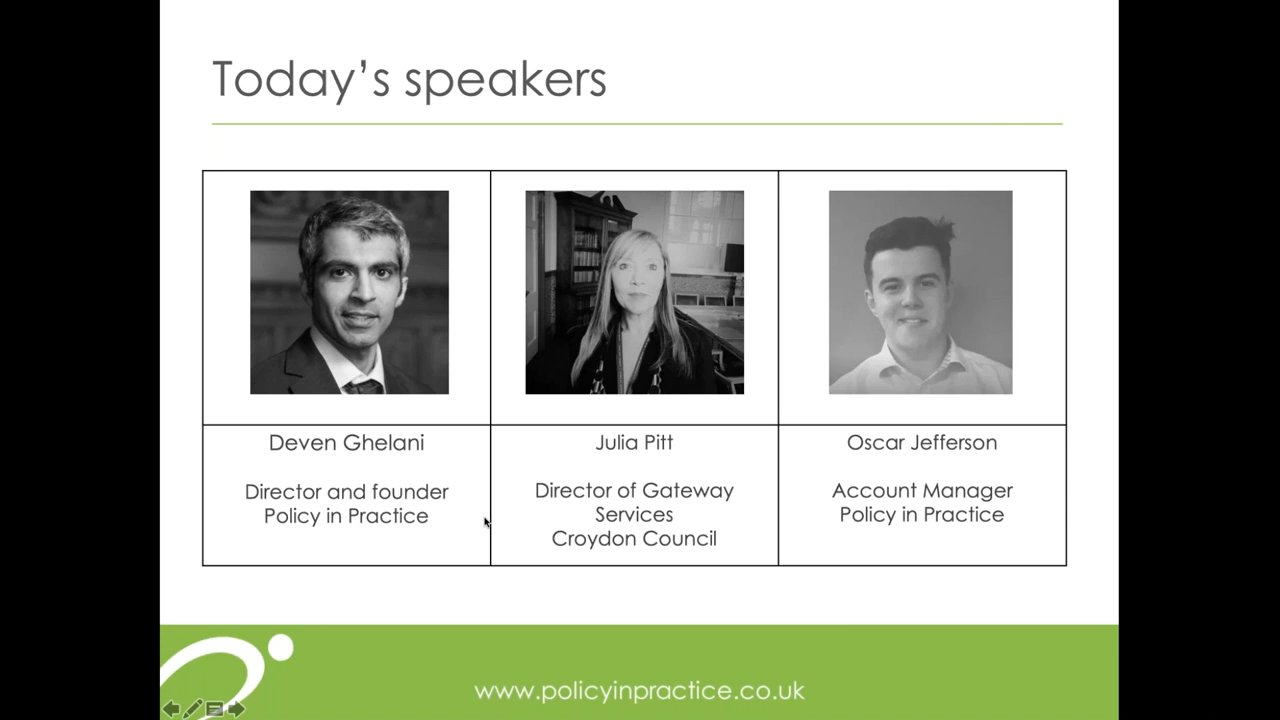 Today's speakers
Deven Ghelani
Director and founder
Policy in Practice
Julia Pitt
Director of Gateway
Services
Croydon Council
Oscar Jefferson
Account Manager
Policy in Practice
www.policyinpractice.co.uk